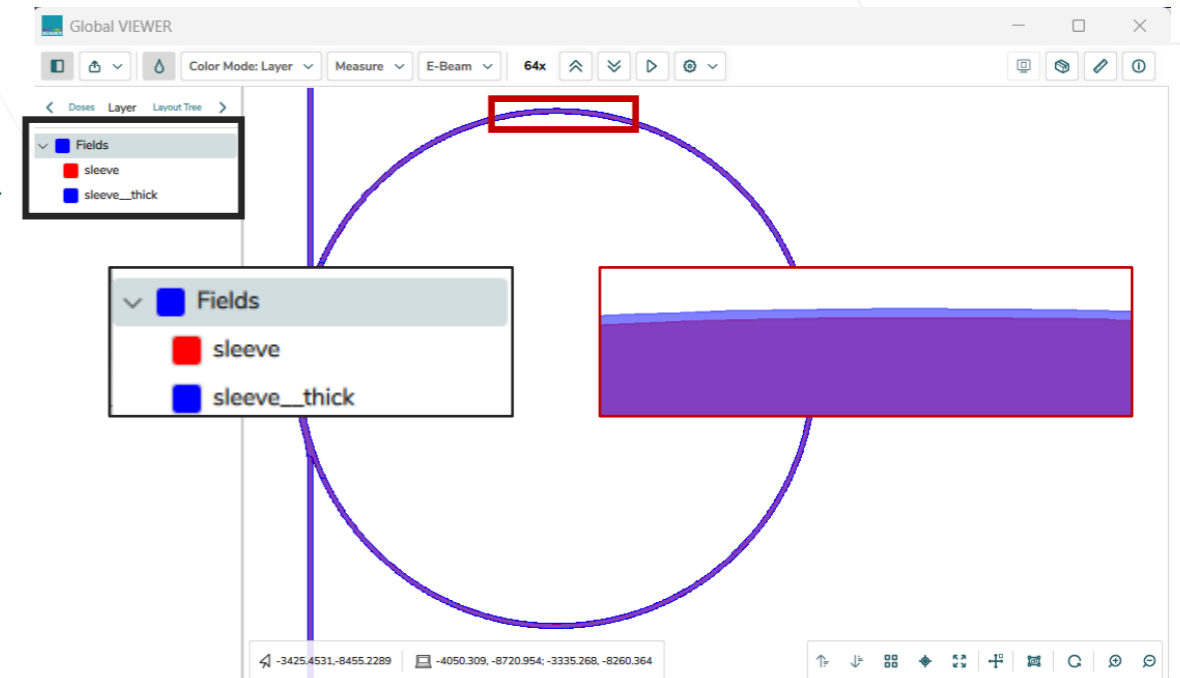 Global VIEWER
Color Mode: Layer Measure E-Beam 64x
Doses Layer Layout Tree
Fields
sleeve
sleeve__thick
Fields
sleeve
sleeve__thick
-3425.4531,-8455.2289 -4050.309, -8720.954; -3335.268, -8260.364